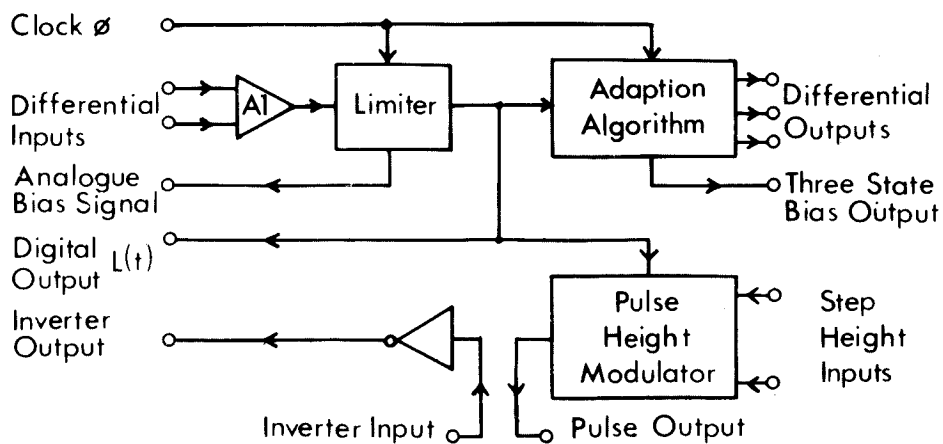 Clock ø
Differential
Inputs
A1
Limiter
Adaption
Algorithm
Differential
Outputs
Analogue
Bias Signal
Three State
Bias Output
Digital
Output L(t)
Inverter
Output
Pulse
Height
Modulator
Step
Height
Inputs
Inverter Input
Pulse Output